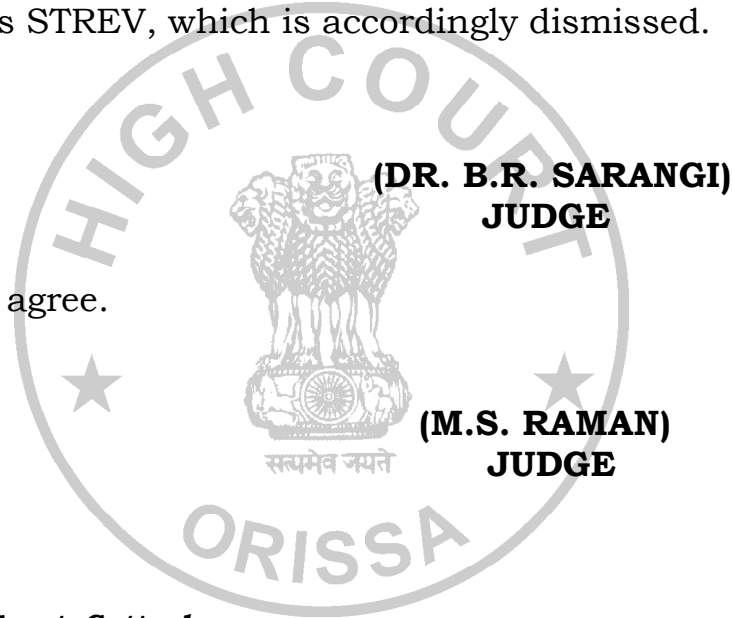 s STREV, which is accordingly dismissed.
HIGH COURT
(DR. B.R. SARANGI)
JUDGE
agree.
(M.S. RAMAN)
JUDGE
सत्यमेव जयते
ORISSA